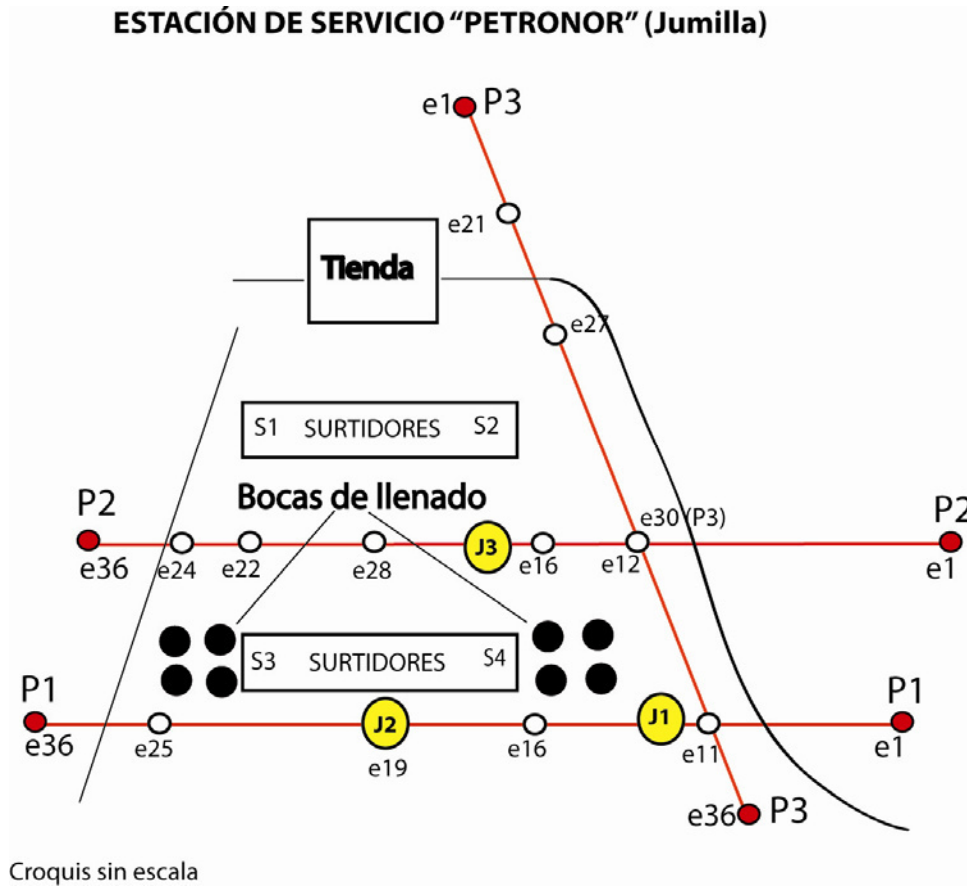 ESTACIÓN DE SERVICIO “PETRONOR” (Jumilla)
e1 P3
e21
Tienda
e27
S1 SURTIDORES S2
Bocas de llenado
P2 e30 (P3) P2
J3
e36 e24 e22 e28 e16 e12 e1
S3 SURTIDORES S4
P1 P1
J2 J1
e36 e25 e16 e11 e1
e19
e36 P3
Croquis sin escala